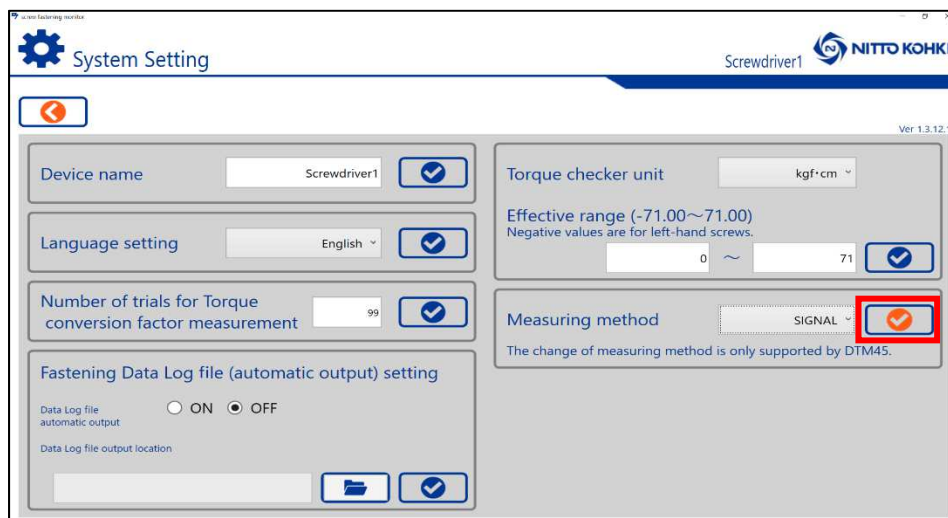 screw fastening monitor
System Setting
Screwdriver1
NITTO KOHKI
Ver 1.3.12.
Device name
Screwdriver1
Language setting
English
Number of trials for Torque
conversion factor measurement
99
Fastening Data Log file (automatic output) setting
Data Log file
automatic output
ON
OFF
Data Log file output location
Torque checker unit
kgf·cm
Effective range (-71.00～71.00)
Negative values are for left-hand screws.
0 ～ 71
Measuring method
SIGNAL
The change of measuring method is only supported by DTM45.